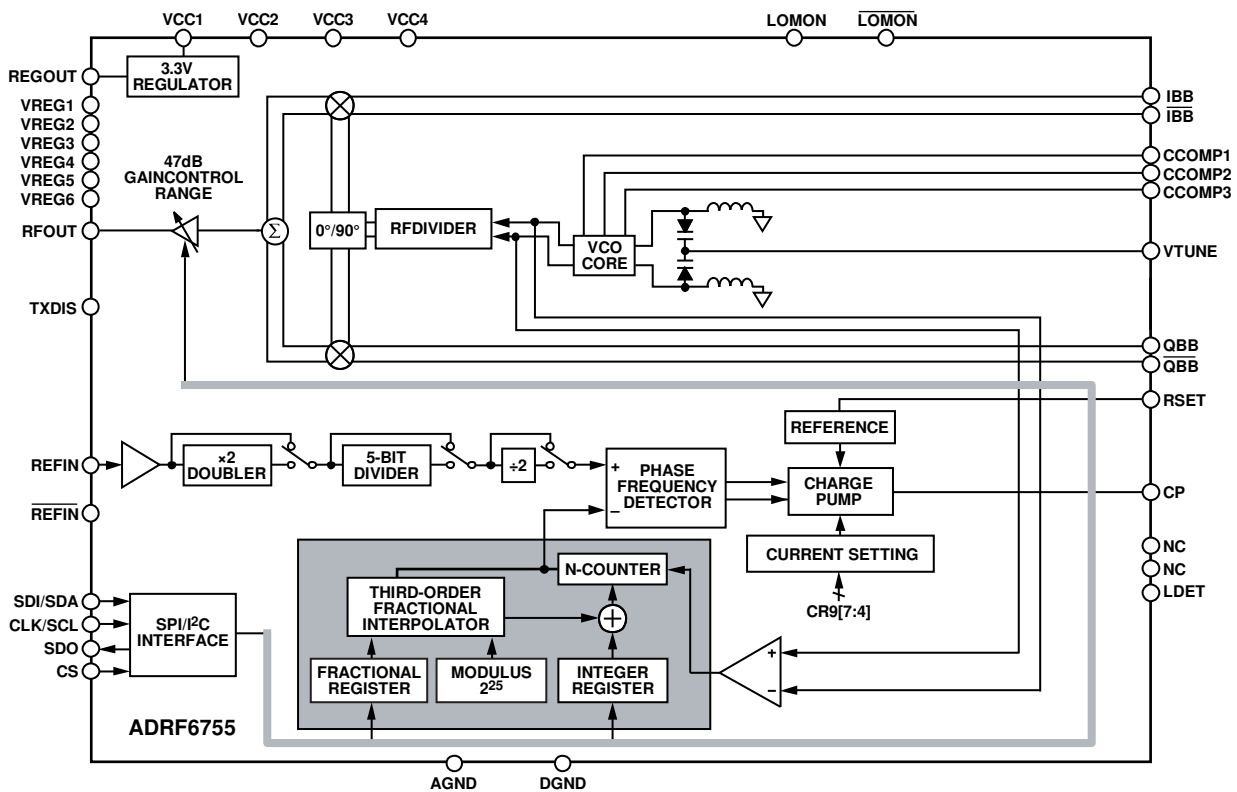 VCC1 VCC2 VCC3 VCC4 LOMON LOMON
REGOUT
3.3V
REGULATOR
VREG1
VREG2
VREG3
VREG4
VREG5
VREG6
47dB
GAINCONTROL
RANGE
RFOUT
Σ
0°/90°
RFDIVIDER
VCO
CORE
IBB
IBB
CCOMP1
CCOMP2
CCOMP3
VTUNE
TXDIS
QBB
QBB
RSET
REFERENCE
REFIN
×2
DOUBLER
5-BIT
DIVIDER
÷2
+
–
PHASE
FREQUENCY
DETECTOR
CHARGE
PUMP
CP
REFIN
CURRENT SETTING
CR9[7:4]
NC
NC
LDET
N-COUNTER
THIRD-ORDER
FRACTIONAL
INTERPOLATOR
+
SDI/SDA
CLK/SCL
SDO
CS
SPI/I²C
INTERFACE
FRACTIONAL
REGISTER
MODULUS
2²⁵
INTEGER
REGISTER
+
–
ADRF6755
AGND DGND